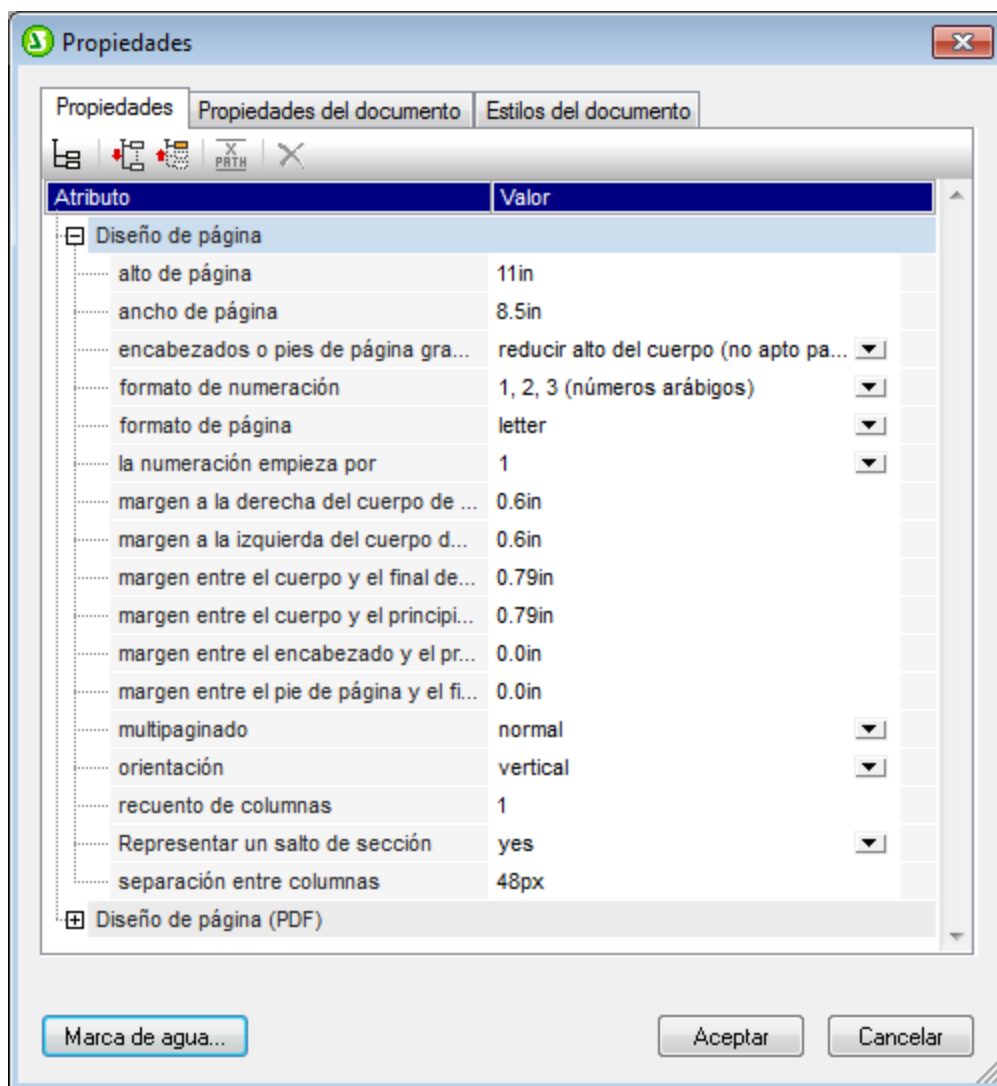 Propiedades
Propiedades Propiedades del documento Estilos del documento
X
PATH
Atributo Valor
Diseño de página
alto de página 11in
ancho de página 8.5in
encabezados o pies de página gra... reducir alto del cuerpo (no apto pa...
formato de numeración 1, 2, 3 (números arábigos)
formato de página letter
la numeración empieza por 1
margen a la derecha del cuerpo de ... 0.6in
margen a la izquierda del cuerpo d... 0.6in
margen entre el cuerpo y el final de... 0.79in
margen entre el cuerpo y el principi... 0.79in
margen entre el encabezado y el pr... 0.0in
margen entre el pie de página y el fi... 0.0in
multipaginado normal
orientación vertical
recuento de columnas 1
Representar un salto de sección yes
separación entre columnas 48px
Diseño de página (PDF)
Marca de agua... Aceptar Cancelar